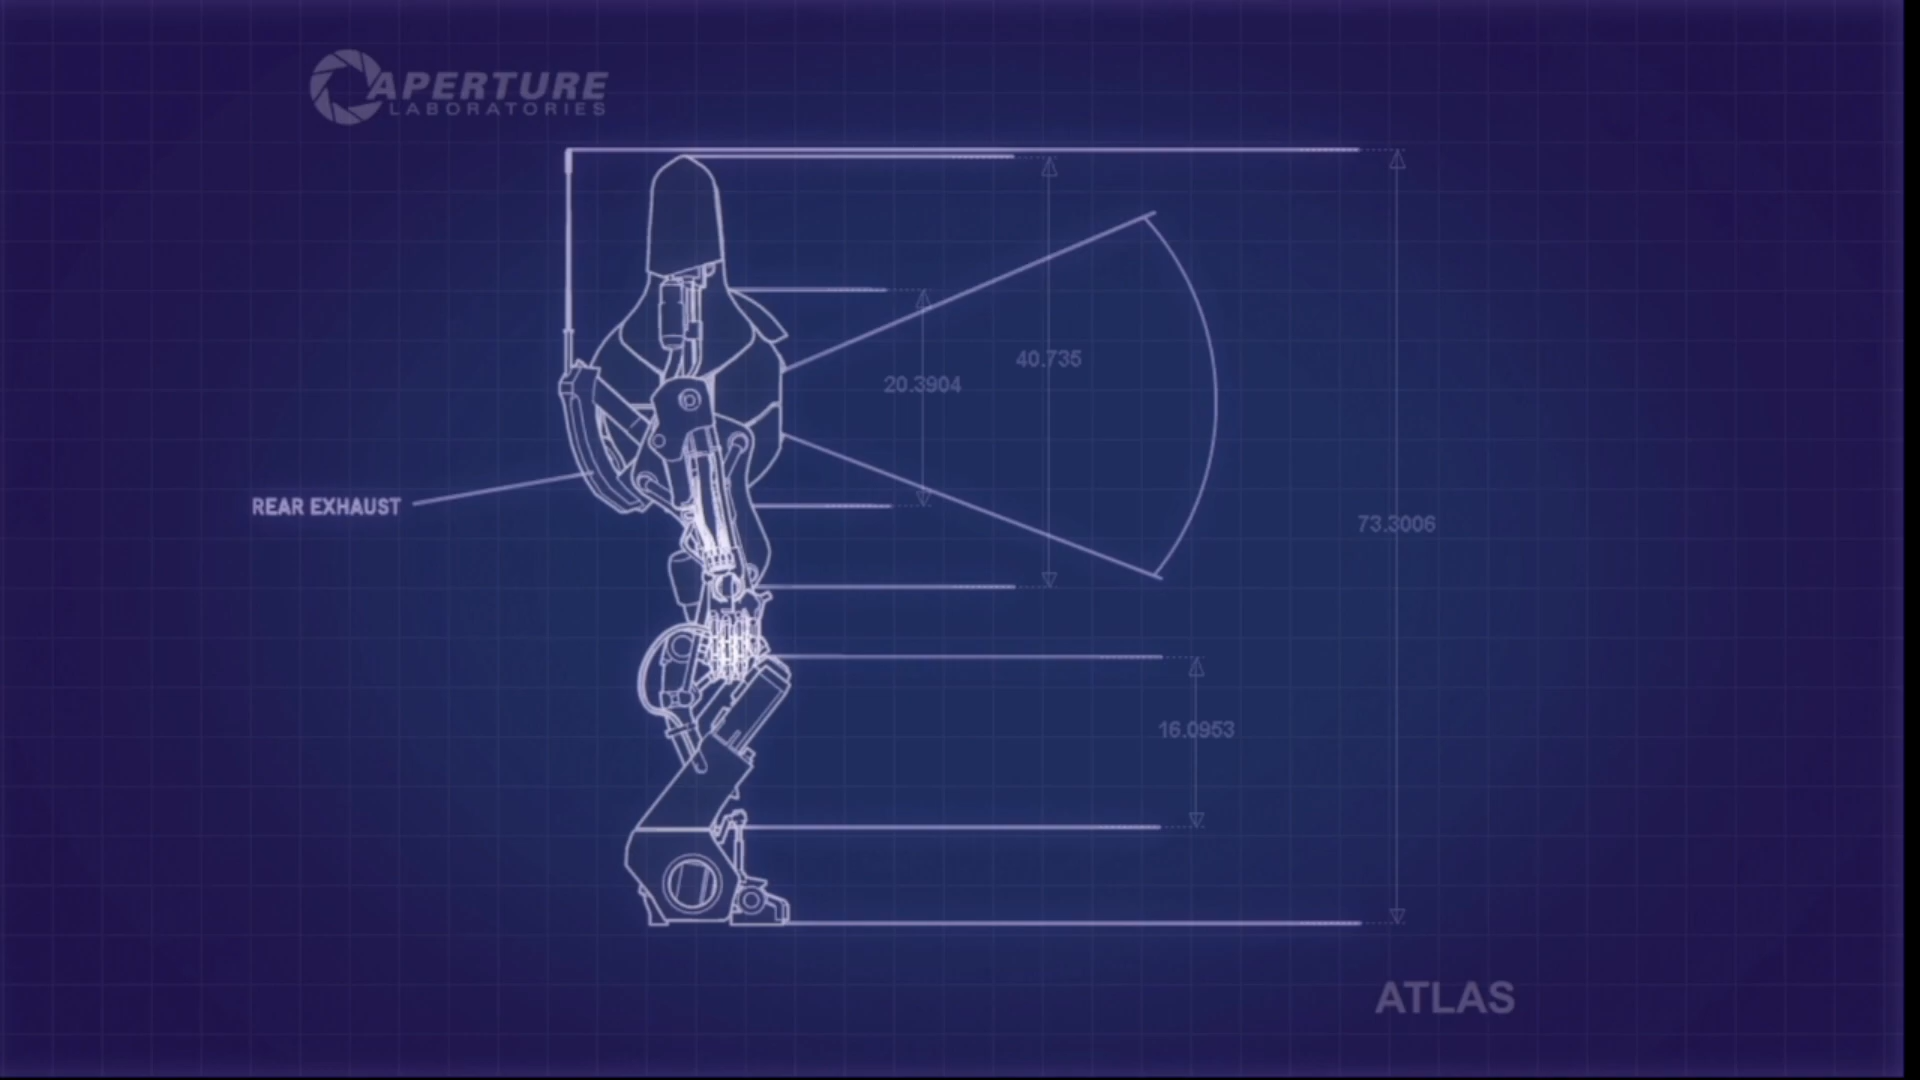 APERTURE
LABORATORIES
40.735
20.3904
REAR EXHAUST
73.3006
16.0953
ATLAS